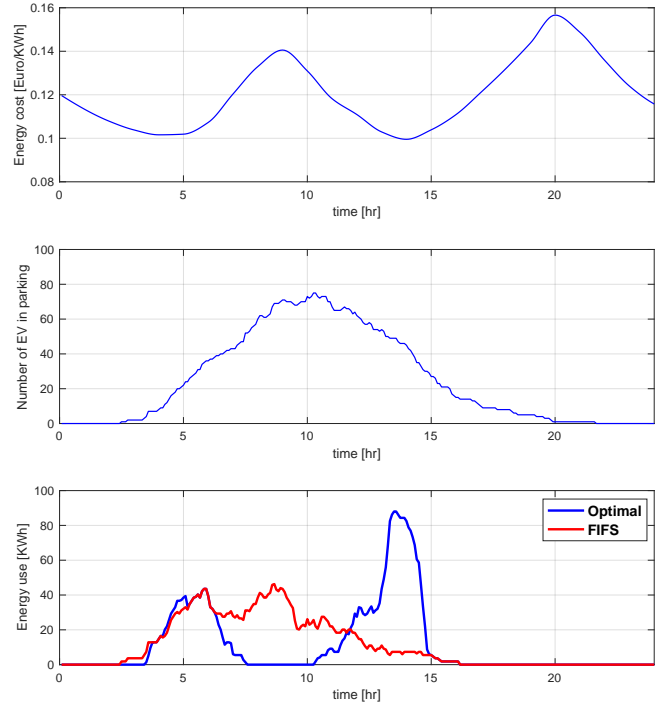 0.16
0.14
0.12
0.1
0.08
Energy cost [Euro/KWh]
0 5 10 15 20
time [hr]
100
80
60
40
20
0
Number of EV in parking
0 5 10 15 20
time [hr]
100
80
60
40
20
0
Energy use [KWh]
Optimal
FIFS
0 5 10 15 20
time [hr]